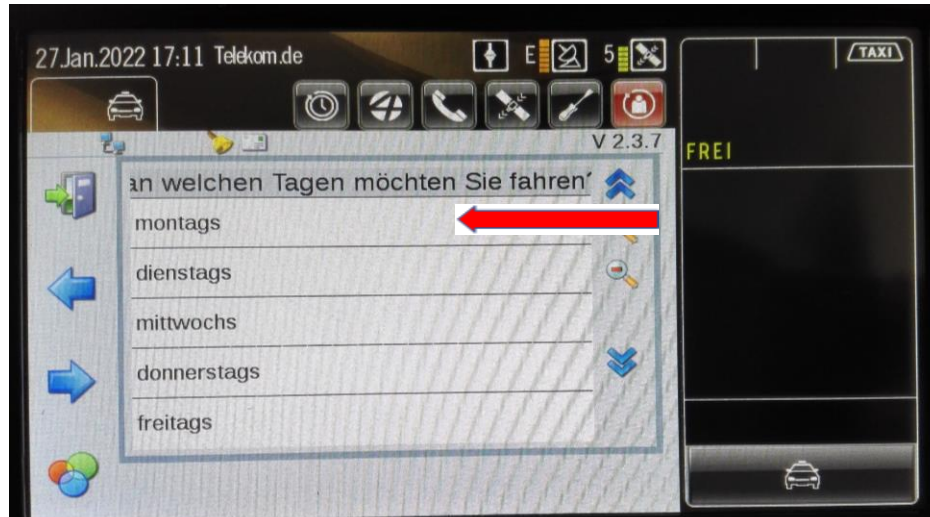 27.Jan.2022 17:11 Telekom.de
E
5
TAXI
V 2.3.7
FREI
an welchen Tagen möchten Sie fahren?
montags
dienstags
mittwochs
donnerstags
freitags